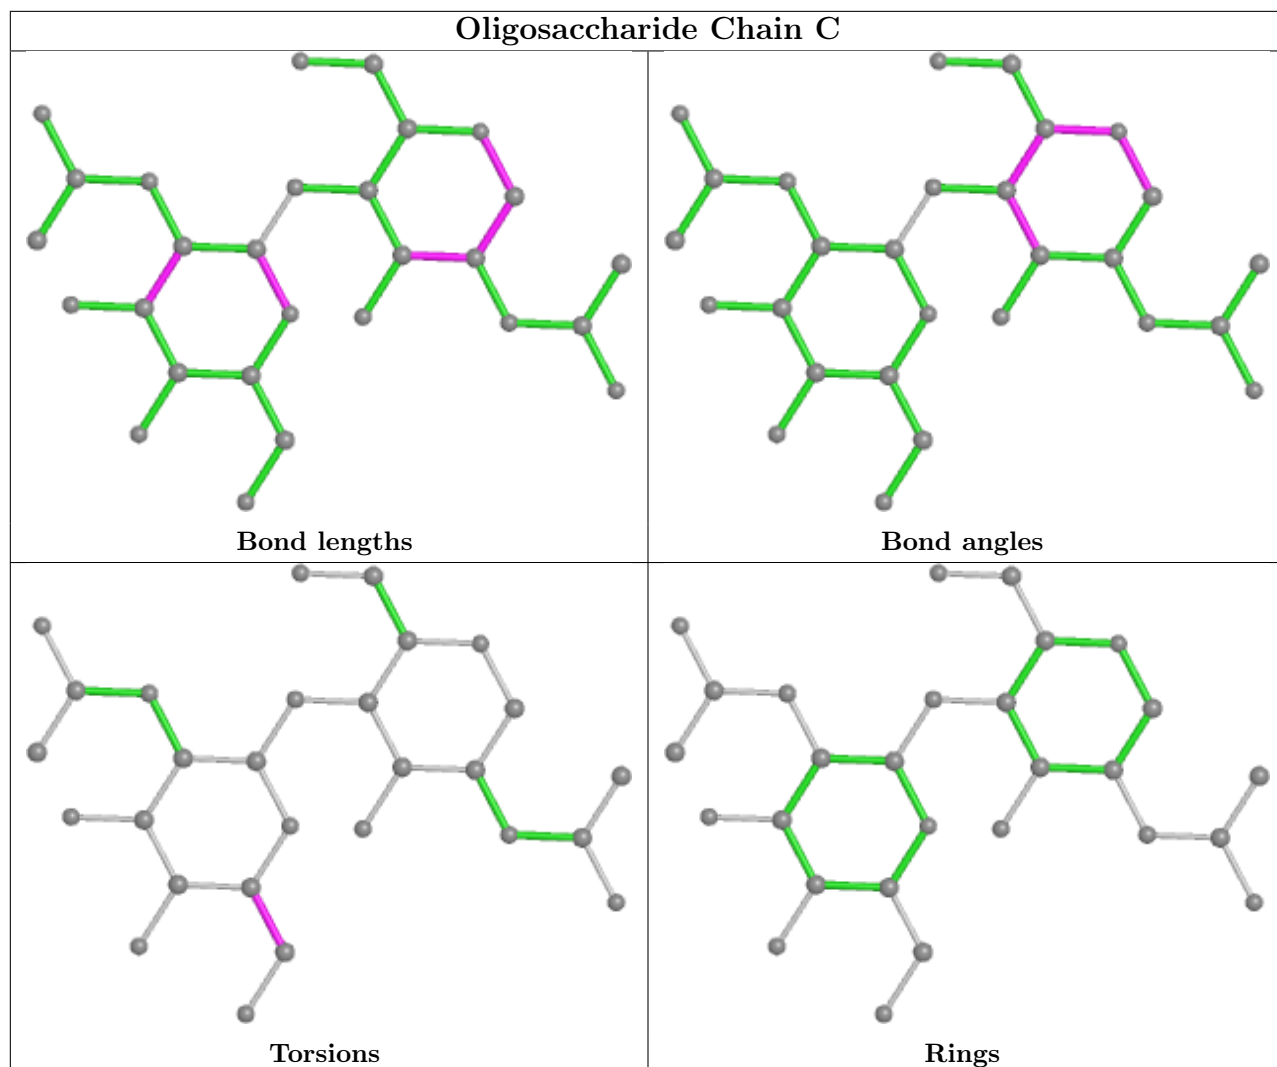 Oligosaccharide Chain C
Bond lengths
Bond angles
Torsions
Rings